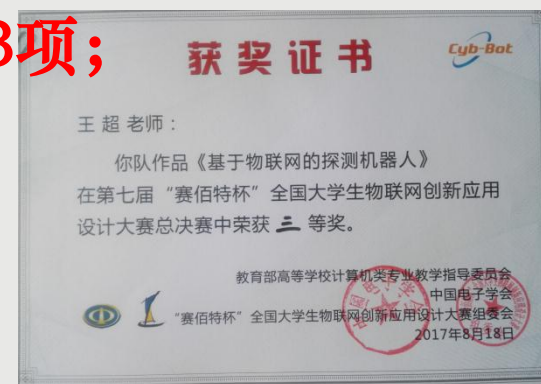 3项；
获奖证书
Cyb-Bot
王超老师：
你队作品《基于物联网的探测机器人》
在第七届“赛佰特杯”全国大学生物联网创新应用
设计大赛总决赛中荣获 三 等奖。
教育部高等学校计算机类专业教学指导委员会
中国电子学会
“赛佰特杯”全国大学生物联网创新应用设计大赛组委会
2017年8月18日